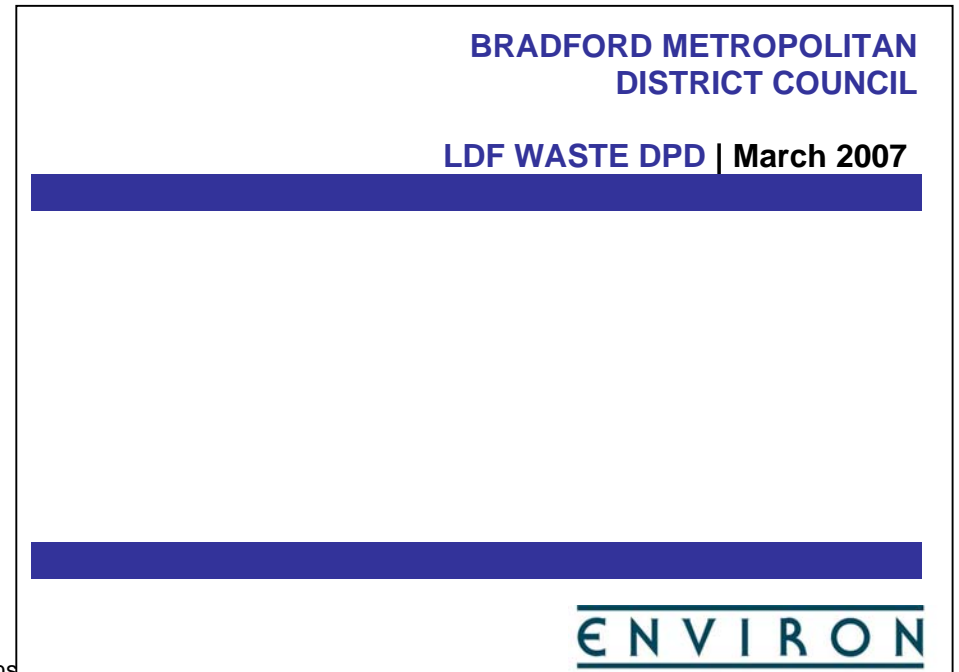 BRADFORD METROPOLITAN
DISTRICT COUNCIL
LDF WASTE DPD | March 2007
ENVIRON